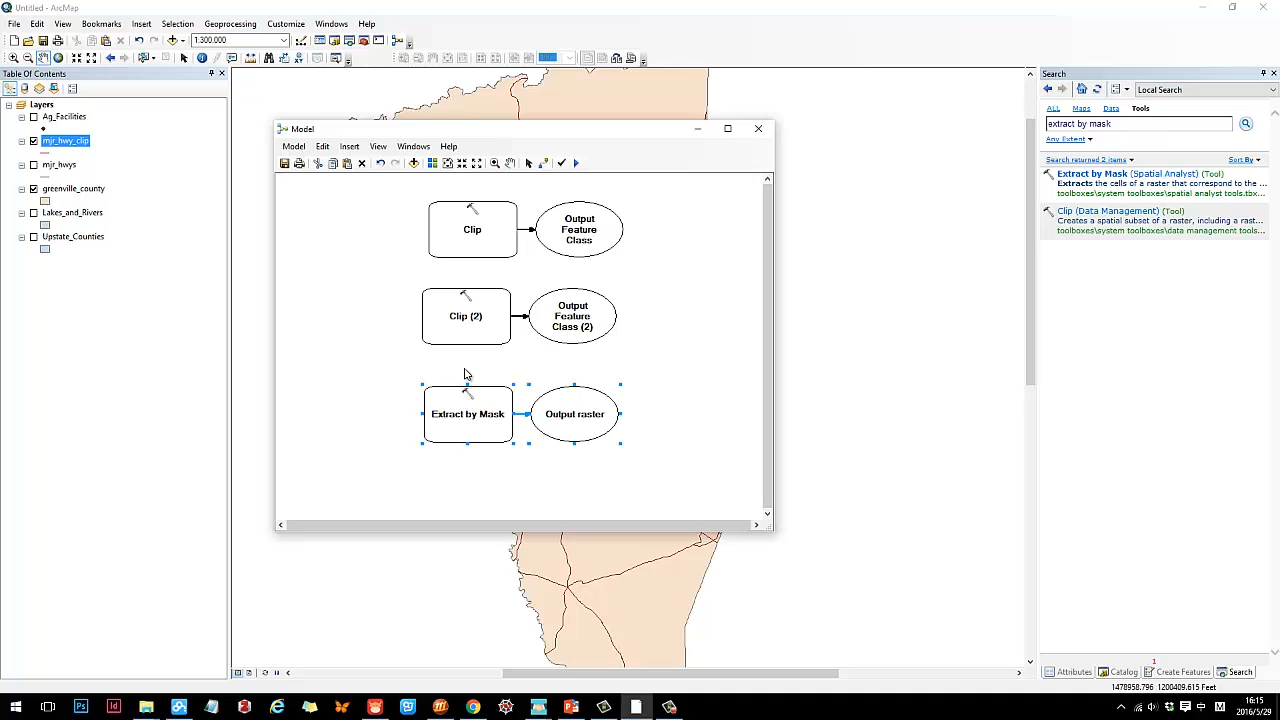 Untitled - ArcMap
File Edit View Bookmarks Insert Selection Geoprocessing Customize Windows Help
1:300.000
Table Of Contents
Layers
Ag_Facilities
mjr_hwy_clip
mjr_hwys
greenville_county
Lakes_and_Rivers
Upstate_Counties
Model
Model Edit Insert View Windows Help
Clip
Output
Feature
Class
Clip (2)
Output
Feature
Class (2)
Extract by Mask
Output raster
Search
Local Search
ALL Maps Data Tools
extract by mask
Any Extent
Search returned 2 items
Sort By
Extract by Mask (Spatial Analyst) (Tool)
Extracts the cells of a raster that correspond to the ...
toolboxes\system toolboxes\spatial analyst tools.tbx...
Clip (Data Management) (Tool)
Creates a spatial subset of a raster, including a rast...
toolboxes\system toolboxes\data management tools...
1
Attributes Catalog Create Features Search
1478958.796 1200409.615 Feet
Ps Id 中 M 16:15
2016/5/29